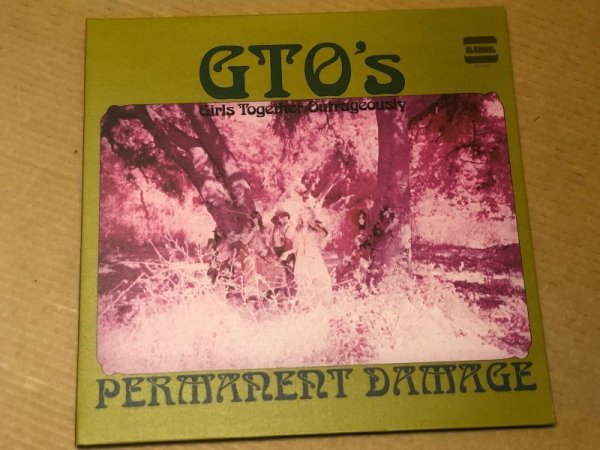 GTO's
Girls Together Outrageously
PERMANENT DAMAGE